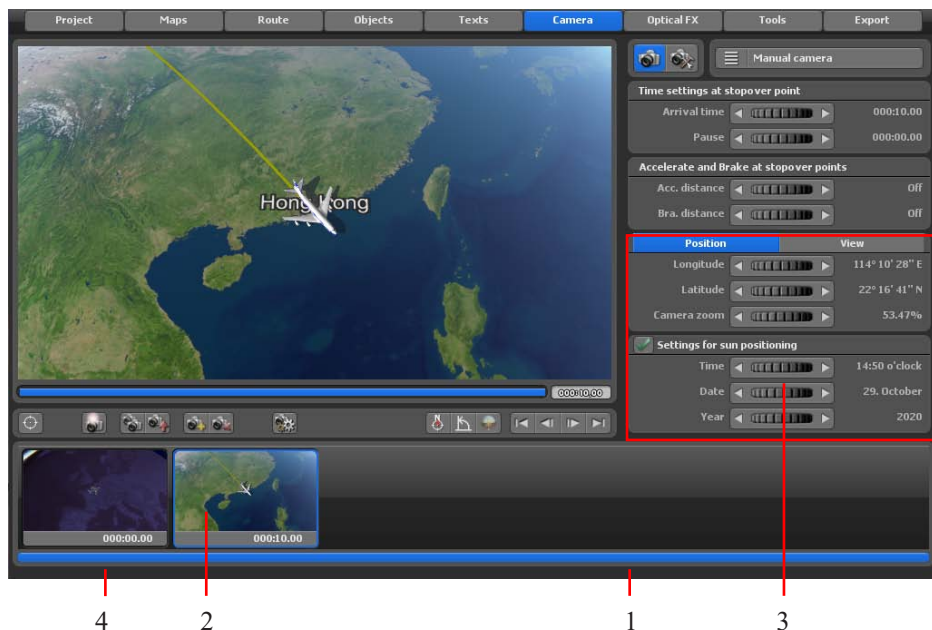 Project Maps Route Objects Texts Camera Optical FX Tools Export
Manual camera
Time settings at stopover point
Arrival time 000:10.00
Pause 000:00.00
Accelerate and Brake at stopover points
Acc. distance Off
Bra. distance Off
Position View
Longitude 114° 10' 28" E
Latitude 22° 16' 41" N
Camera zoom 53.47%
Settings for sun positioning
Time 14:50 o'clock
Date 29. October
Year 2020
Hong Kong
000:10.00
N
000:00.00 000:10.00
4 2 1 3